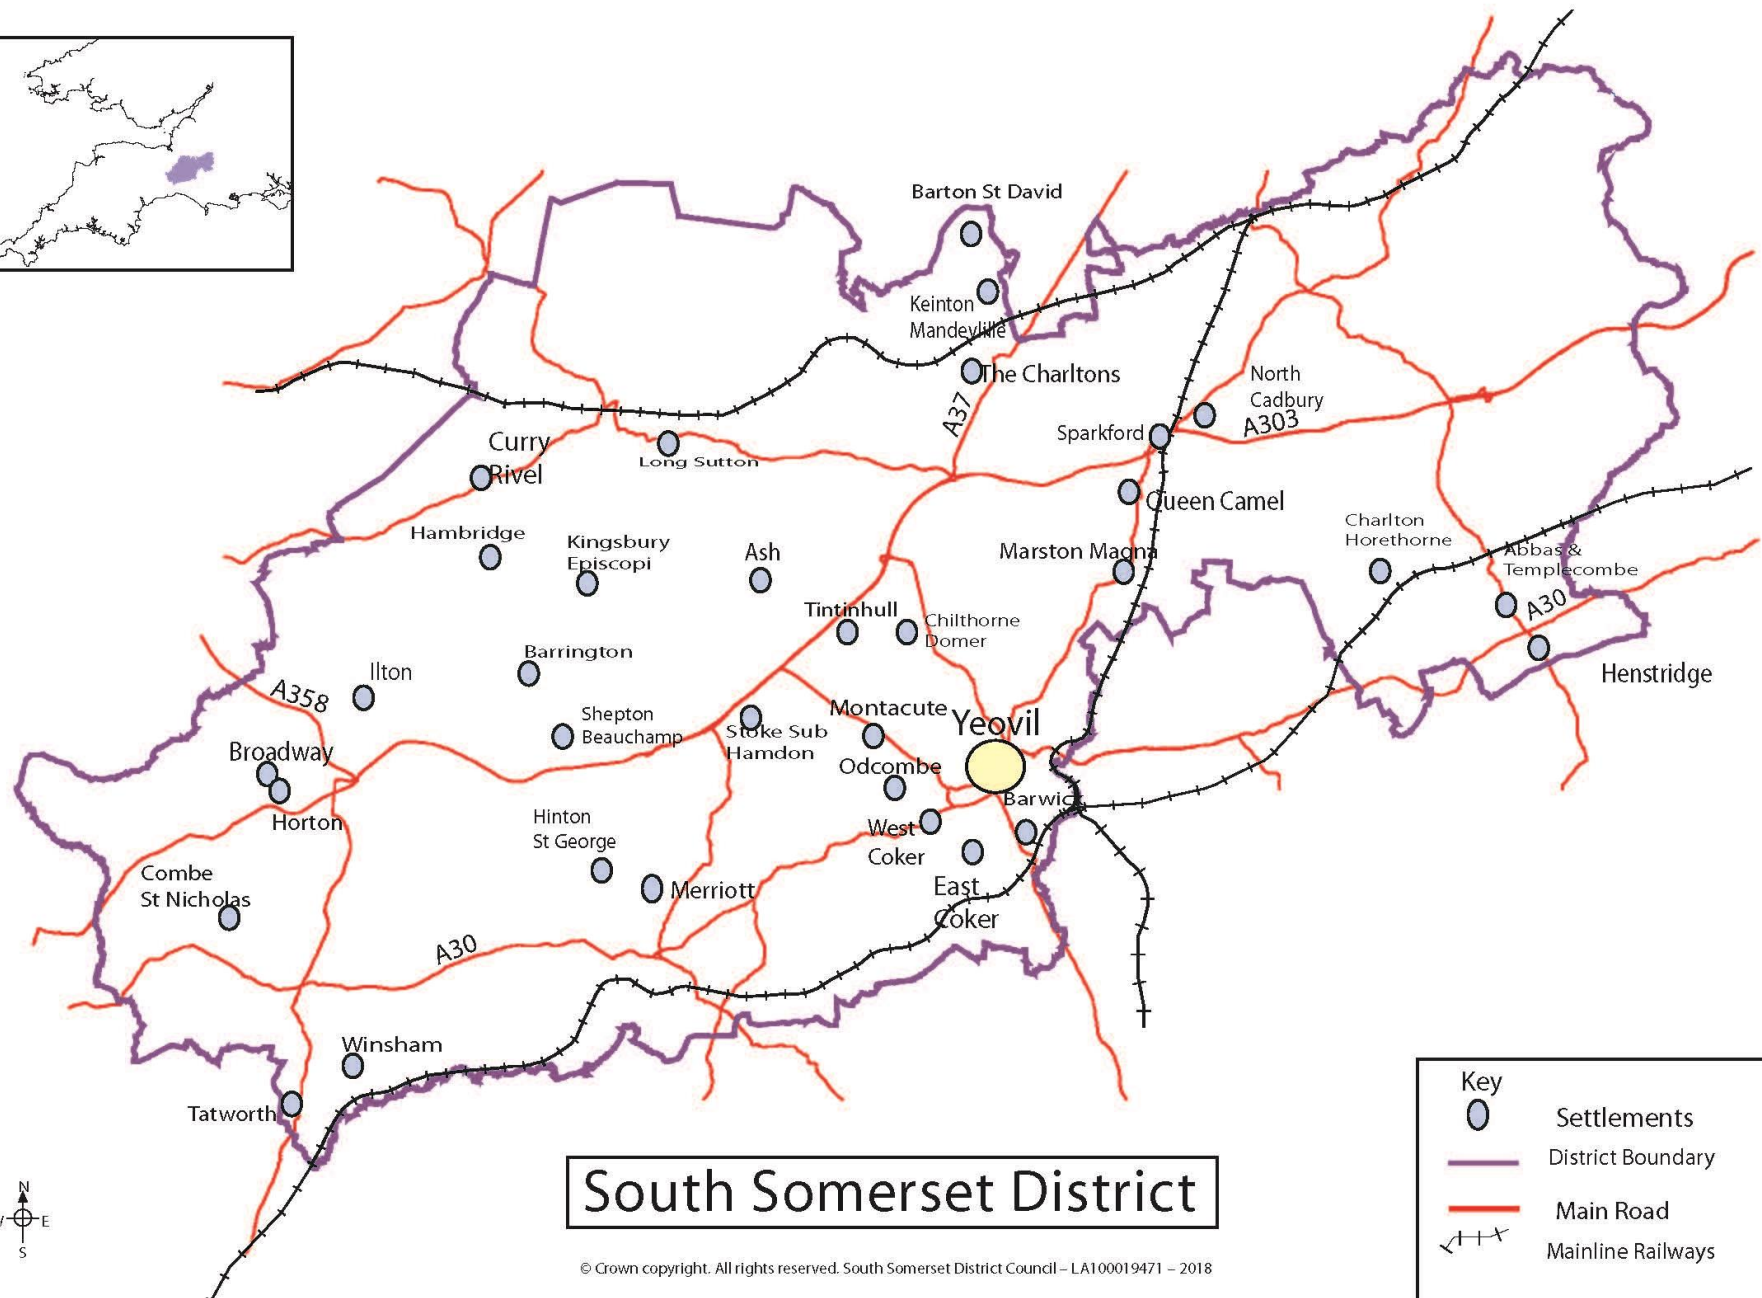 Barton St David
Keinton
Mandevlille
The Charltons
A37
North
Cadbury
A303
Sparkford
Curry
Rivel
Long Sutton
Queen Camel
Charlton
Horethorne
Hambridge
Kingsbury
Episcopi
Ash
Marston Magna
Abbas &
Templecombe
A30
Tintinhull
Chilthorne
Domer
Barrington
Ilton
A358
Henstridge
Shepton
Beauchamp
Stoke Sub
Hamdon
Montacute
Yeovil
Broadway
Odcombe
Barwick
Horton
Hinton
St George
West
Coker
Combe
St Nicholas
Merriott
East
Coker
A30
Winsham
Tatworth
N
E
S
South Somerset District
© Crown copyright. All rights reserved. South Somerset District Council – LA100019471 – 2018
Key
Settlements
District Boundary
Main Road
Mainline Railways